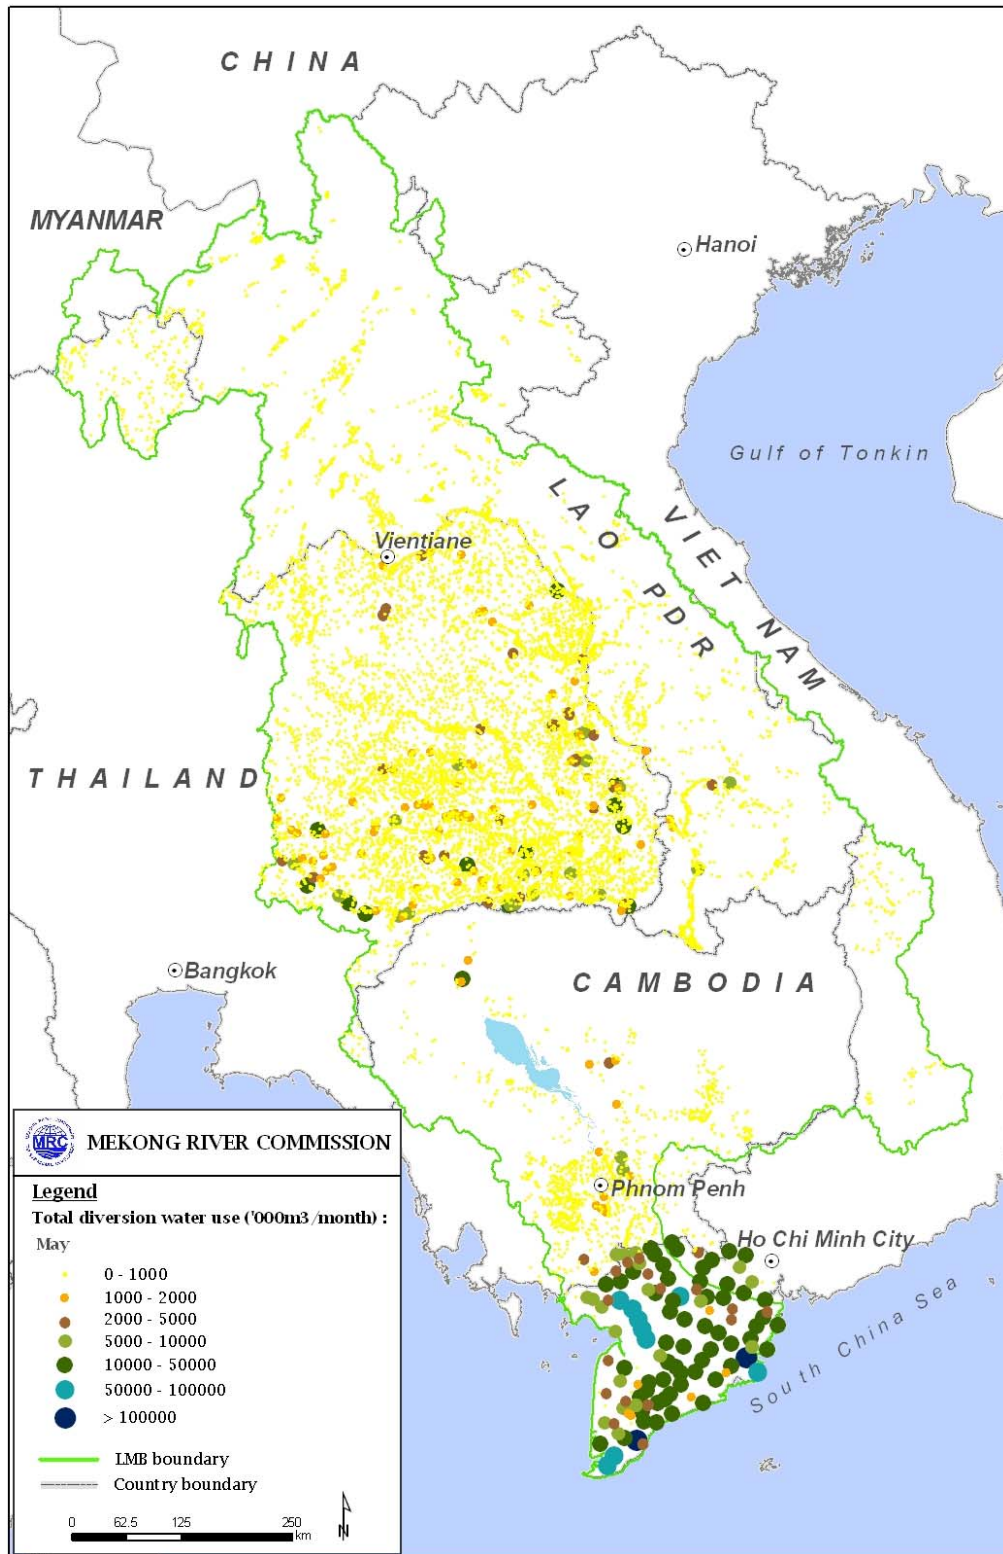 CHINA
MYANMAR
Hanoi
Gulf of Tonkin
LAO PDR
VIET NAM
Vientiane
THAILAND
Bangkok
CAMBODIA
Phnom Penh
Ho Chi Minh City
South China Sea
MRC
MEKONG RIVER COMMISSION
Legend
Total diversion water use ('000m3/month) :
May
0 - 1000
1000 - 2000
2000 - 5000
5000 - 10000
10000 - 50000
50000 - 100000
> 100000
LMB boundary
Country boundary
0 62.5 125 250
km
N